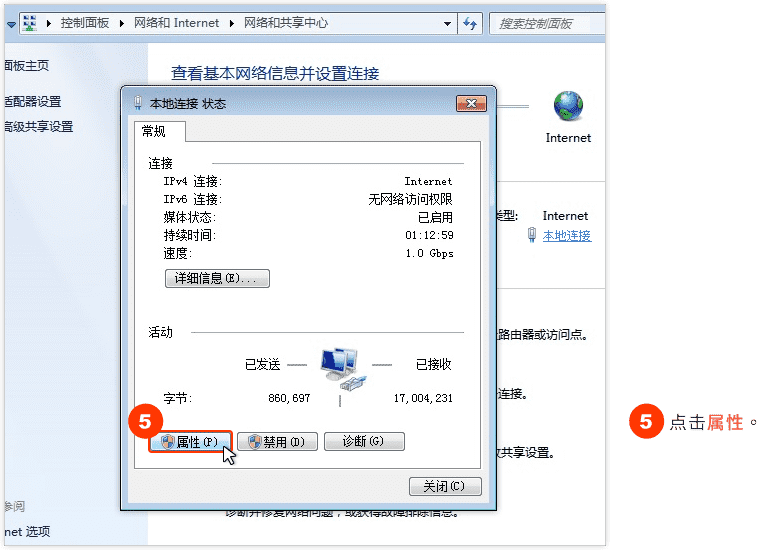 控制面板 ▸ 网络和 Internet ▸ 网络和共享中心
搜索控制面板
面板主页
适配器设置
高级共享设置
查看基本网络信息并设置连接
Internet
类型: Internet
本地连接
路由器或访问点。
连接。
共享设置。
诊断并修复网络问题，或获得故障排除信息。
参阅
net 选项
本地连接 状态
常规
连接
IPv4 连接: Internet
IPv6 连接: 无网络访问权限
媒体状态: 已启用
持续时间: 01:12:59
速度: 1.0 Gbps
详细信息(E)...
活动
已发送 —— —— 已接收
字节: 860,697 | 17,004,231
5
属性(P) 禁用(D) 诊断(G)
关闭(C)
5 点击属性。